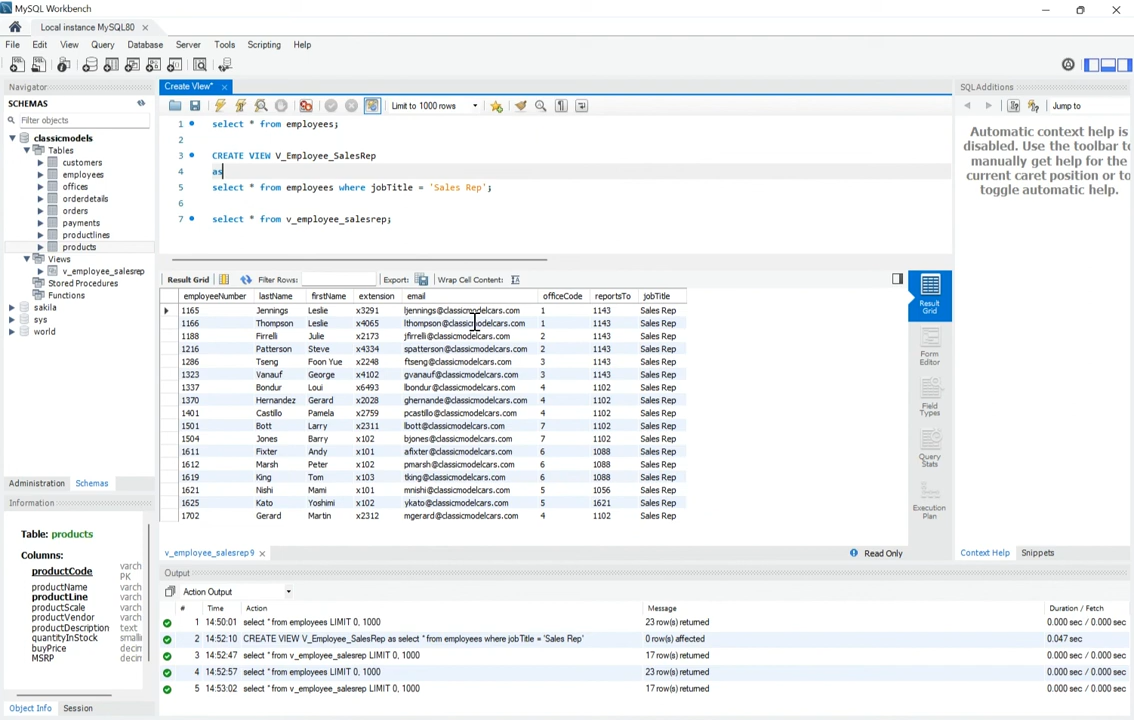 MySQL Workbench
Local instance MySQL80
File Edit View Query Database Server Tools Scripting Help
Navigator
SCHEMAS
Filter objects
classicmodels
Tables
customers
employees
offices
orderdetails
orders
payments
productlines
products
Views
v_employee_salesrep
Stored Procedures
Functions
sakila
sys
world
Administration Schemas
Information
Table: products
Columns:
productCode varch PK
productName varch
productLine varch
productScale varch
productVendor varch
productDescription text
quantityInStock smalli
buyPrice decin
MSRP decin
Object Info Session
Create View*
Limit to 1000 rows
1 select * from employees;
2
3 CREATE VIEW V_Employee_SalesRep
4 as
5 select * from employees where jobTitle = 'Sales Rep';
6
7 select * from v_employee_salesrep;
Result Grid Filter Rows: Export: Wrap Cell Content:
employeeNumber lastName firstName extension email officeCode reportsTo jobTitle
1165 Jennings Leslie x3291 ljennings@classicmodelcars.com 1 1143 Sales Rep
1166 Thompson Leslie x4065 lthompson@classicmodelcars.com 1 1143 Sales Rep
1188 Firrelli Julie x2173 jfirrelli@classicmodelcars.com 2 1143 Sales Rep
1216 Patterson Steve x4334 spatterson@classicmodelcars.com 2 1143 Sales Rep
1286 Tseng Foon Yue x2248 ftseng@classicmodelcars.com 3 1143 Sales Rep
1323 Vanauf George x4102 gvanauf@classicmodelcars.com 3 1143 Sales Rep
1337 Bondur Loui x6493 lbondur@classicmodelcars.com 4 1102 Sales Rep
1370 Hernandez Gerard x2028 ghernande@classicmodelcars.com 4 1102 Sales Rep
1401 Castillo Pamela x2759 pcastillo@classicmodelcars.com 4 1102 Sales Rep
1501 Bott Larry x2311 lbott@classicmodelcars.com 7 1102 Sales Rep
1504 Jones Barry x102 bjones@classicmodelcars.com 7 1102 Sales Rep
1611 Fixter Andy x101 afixter@classicmodelcars.com 6 1088 Sales Rep
1612 Marsh Peter x102 pmarsh@classicmodelcars.com 6 1088 Sales Rep
1619 King Tom x103 tking@classicmodelcars.com 6 1088 Sales Rep
1621 Nishi Mami x101 mnishi@classicmodelcars.com 5 1056 Sales Rep
1625 Kato Yoshimi x102 ykato@classicmodelcars.com 5 1621 Sales Rep
1702 Gerard Martin x2312 mgerard@classicmodelcars.com 4 1102 Sales Rep
Result Grid
Form Editor
Field Types
Query Stats
Execution Plan
v_employee_salesrep9 Read Only
Output
Action Output
# Time Action Message Duration / Fetch
1 14:50:01 select * from employees LIMIT 0, 1000 23 row(s) returned 0.000 sec / 0.000 sec
2 14:52:10 CREATE VIEW V_Employee_SalesRep as select * from employees where jobTitle = 'Sales Rep' 0 row(s) affected 0.047 sec
3 14:52:47 select * from v_employee_salesrep LIMIT 0, 1000 17 row(s) returned 0.000 sec / 0.000 sec
4 14:52:57 select * from employees LIMIT 0, 1000 23 row(s) returned 0.000 sec / 0.000 sec
5 14:53:02 select * from v_employee_salesrep LIMIT 0, 1000 17 row(s) returned 0.000 sec / 0.000 sec
SQLAdditions
Jump to
Automatic context help is
disabled. Use the toolbar to
manually get help for the
current caret position or to
toggle automatic help.
Context Help Snippets